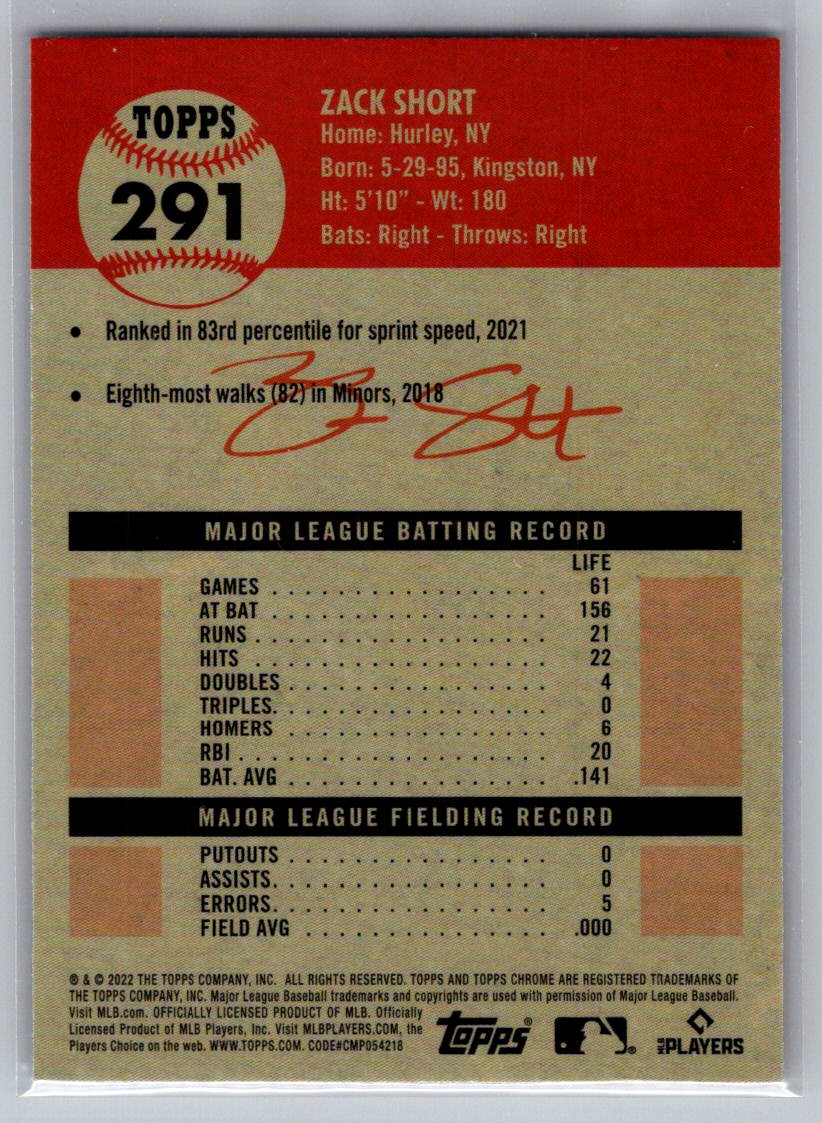 TOPPS
291
ZACK SHORT
Home: Hurley, NY
Born: 5-29-95, Kingston, NY
Ht: 5'10" - Wt: 180
Bats: Right - Throws: Right
• Ranked in 83rd percentile for sprint speed, 2021
• Eighth-most walks (82) in Minors, 2018
MAJOR LEAGUE BATTING RECORD
LIFE
GAMES . . . . . . . . . . . . . . . . . 61
AT BAT . . . . . . . . . . . . . . . . . 156
RUNS . . . . . . . . . . . . . . . . . . 21
HITS . . . . . . . . . . . . . . . . . . 22
DOUBLES . . . . . . . . . . . . . . . . 4
TRIPLES. . . . . . . . . . . . . . . . . 0
HOMERS . . . . . . . . . . . . . . . . 6
RBI . . . . . . . . . . . . . . . . . . . 20
BAT. AVG . . . . . . . . . . . . . . . . .141
MAJOR LEAGUE FIELDING RECORD
PUTOUTS . . . . . . . . . . . . . . . . 0
ASSISTS. . . . . . . . . . . . . . . . . 0
ERRORS. . . . . . . . . . . . . . . . . 5
FIELD AVG . . . . . . . . . . . . . . . .000
® & © 2022 THE TOPPS COMPANY, INC. ALL RIGHTS RESERVED. TOPPS AND TOPPS CHROME ARE REGISTERED TRADEMARKS OF
THE TOPPS COMPANY, INC. Major League Baseball trademarks and copyrights are used with permission of Major League Baseball.
Visit MLB.com. OFFICIALLY LICENSED PRODUCT OF MLB. Officially
Licensed Product of MLB Players, Inc. Visit MLBPLAYERS.COM, the
Players Choice on the web. WWW.TOPPS.COM. CODE#CMP054218
Topps®
®
MLB PLAYERS